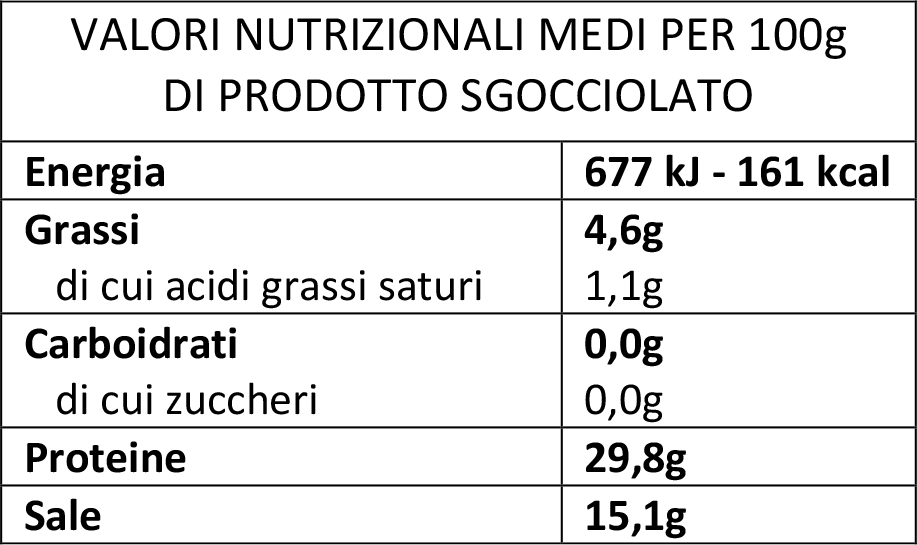 VALORI NUTRIZIONALI MEDI PER 100g
DI PRODOTTO SGOCCIOLATO
Energia 677 kJ - 161 kcal
Grassi 4,6g
di cui acidi grassi saturi 1,1g
Carboidrati 0,0g
di cui zuccheri 0,0g
Proteine 29,8g
Sale 15,1g